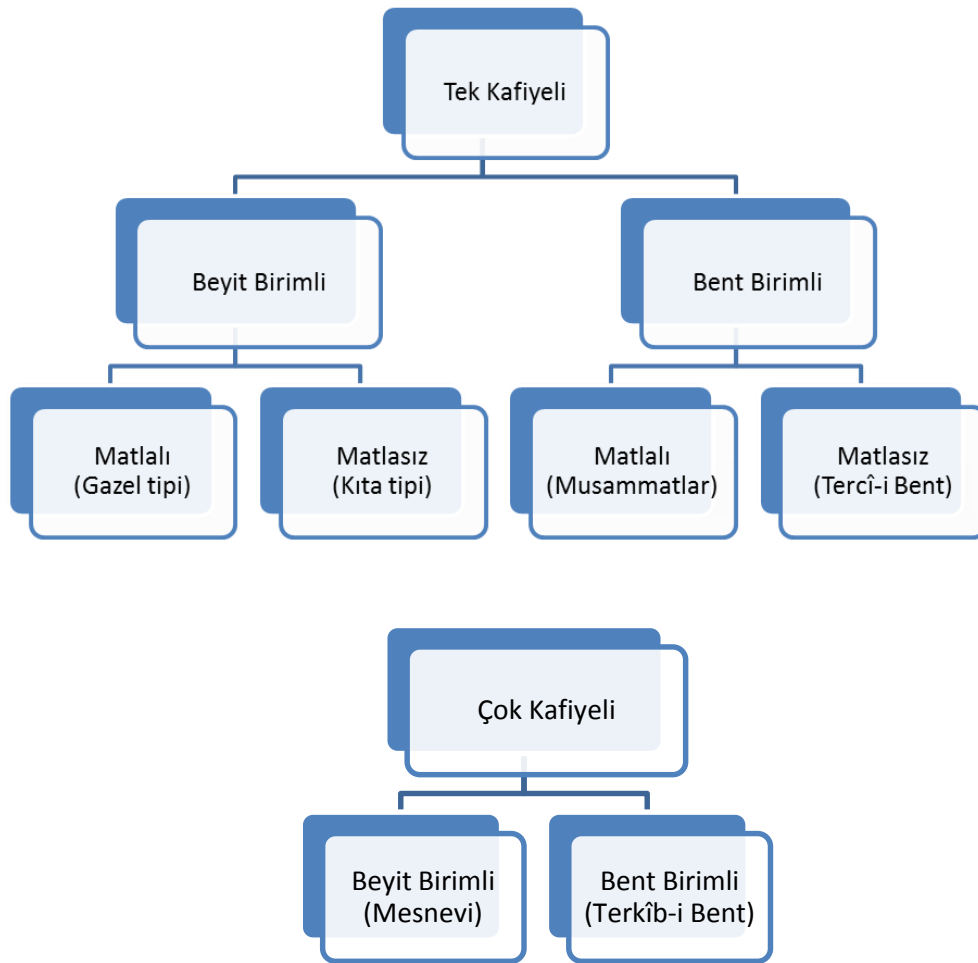 Tek Kafiyeli
Beyit Birimli
Bent Birimli
Matlalı
(Gazel tipi)
Matlasız
(Kıta tipi)
Matlalı
(Musammatlar)
Matlasız
(Tercî-i Bent)
Çok Kafiyeli
Beyit Birimli
(Mesnevi)
Bent Birimli
(Terkîb-i Bent)